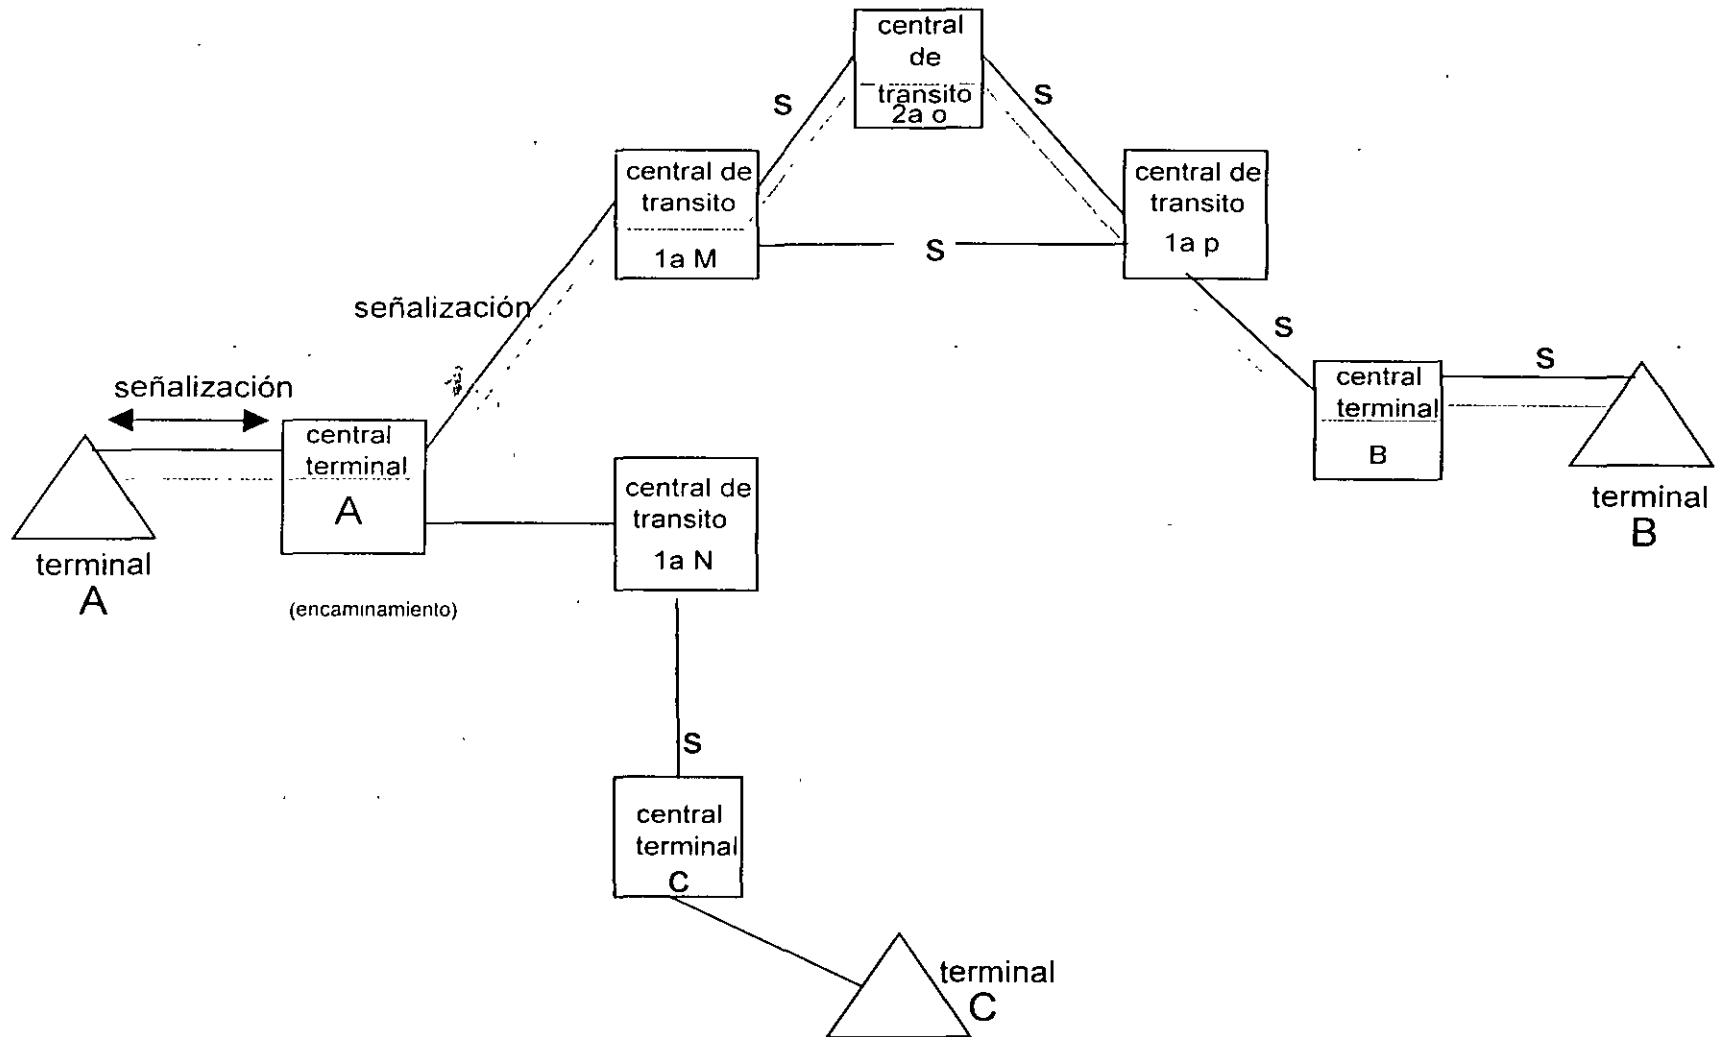 central
de
transito
2a o
S
S
central de
transito
1a M
central de
transito
1a p
S
señalización
S
señalización
central
terminal
A
central
terminal
B
S
terminal
B
central de
transito
1a N
terminal
A
(encaminamiento)
S
central
terminal
C
terminal
C